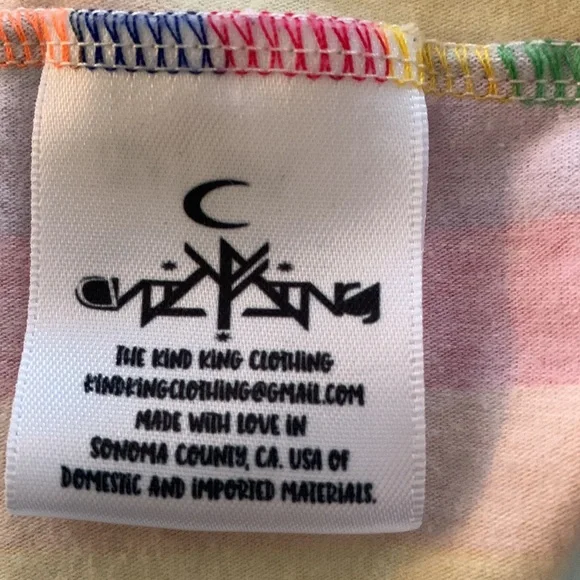 THE KIND KING CLOTHING
KINDKINGCLOTHING@GMAIL.COM
MADE WITH LOVE IN
SONOMA COUNTY, CA. USA OF
DOMESTIC AND IMPORTED MATERIALS.